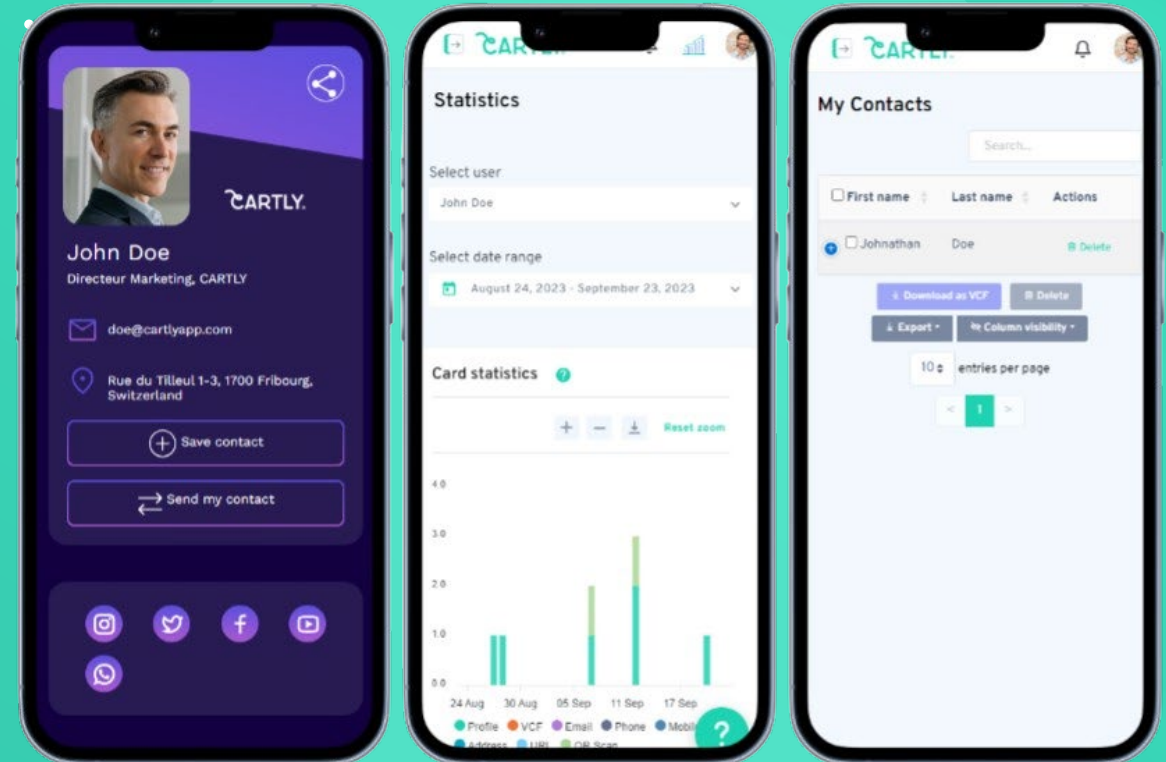 CARTLY.
John Doe
Directeur Marketing, CARTLY
doe@cartlyapp.com
Rue du Tilleul 1-3, 1700 Fribourg,
Switzerland
Save contact
Send my contact
Statistics
Select user
John Doe
Select date range
August 24, 2023 - September 23, 2023
Card statistics ?
+ − Reset zoom
4.0
3.0
2.0
1.0
0.0
24 Aug 30 Aug 05 Sep 11 Sep 17 Sep
Profile VCF Email Phone
Address URL QR Scan
?
My Contacts
Search...
First name Last name Actions
Johnathan Doe Delete
Download as VCF Delete
Export Column visibility
10 entries per page
< 1 >